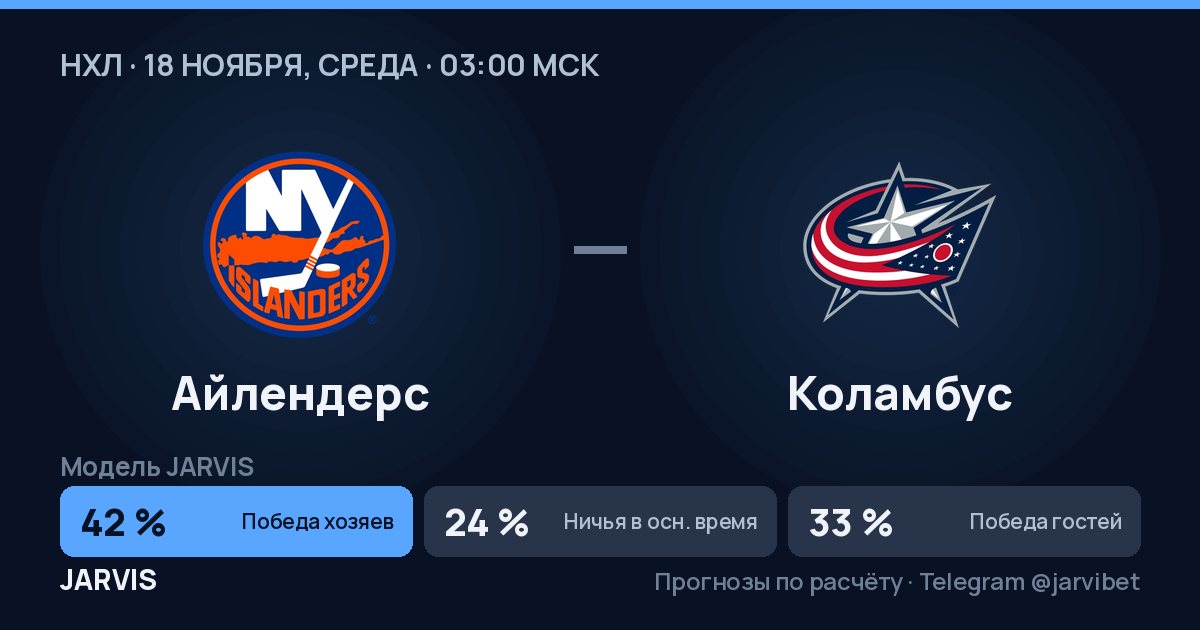 НХЛ · 18 НОЯБРЯ, СРЕДА · 03:00 МСК
NY
ISLANDERS
®
—
Айлендерс
Коламбус
Модель JARVIS
42 % Победа хозяев
24 % Ничья в осн. время
33 % Победа гостей
JARVIS
Прогнозы по расчёту · Telegram @jarvibet